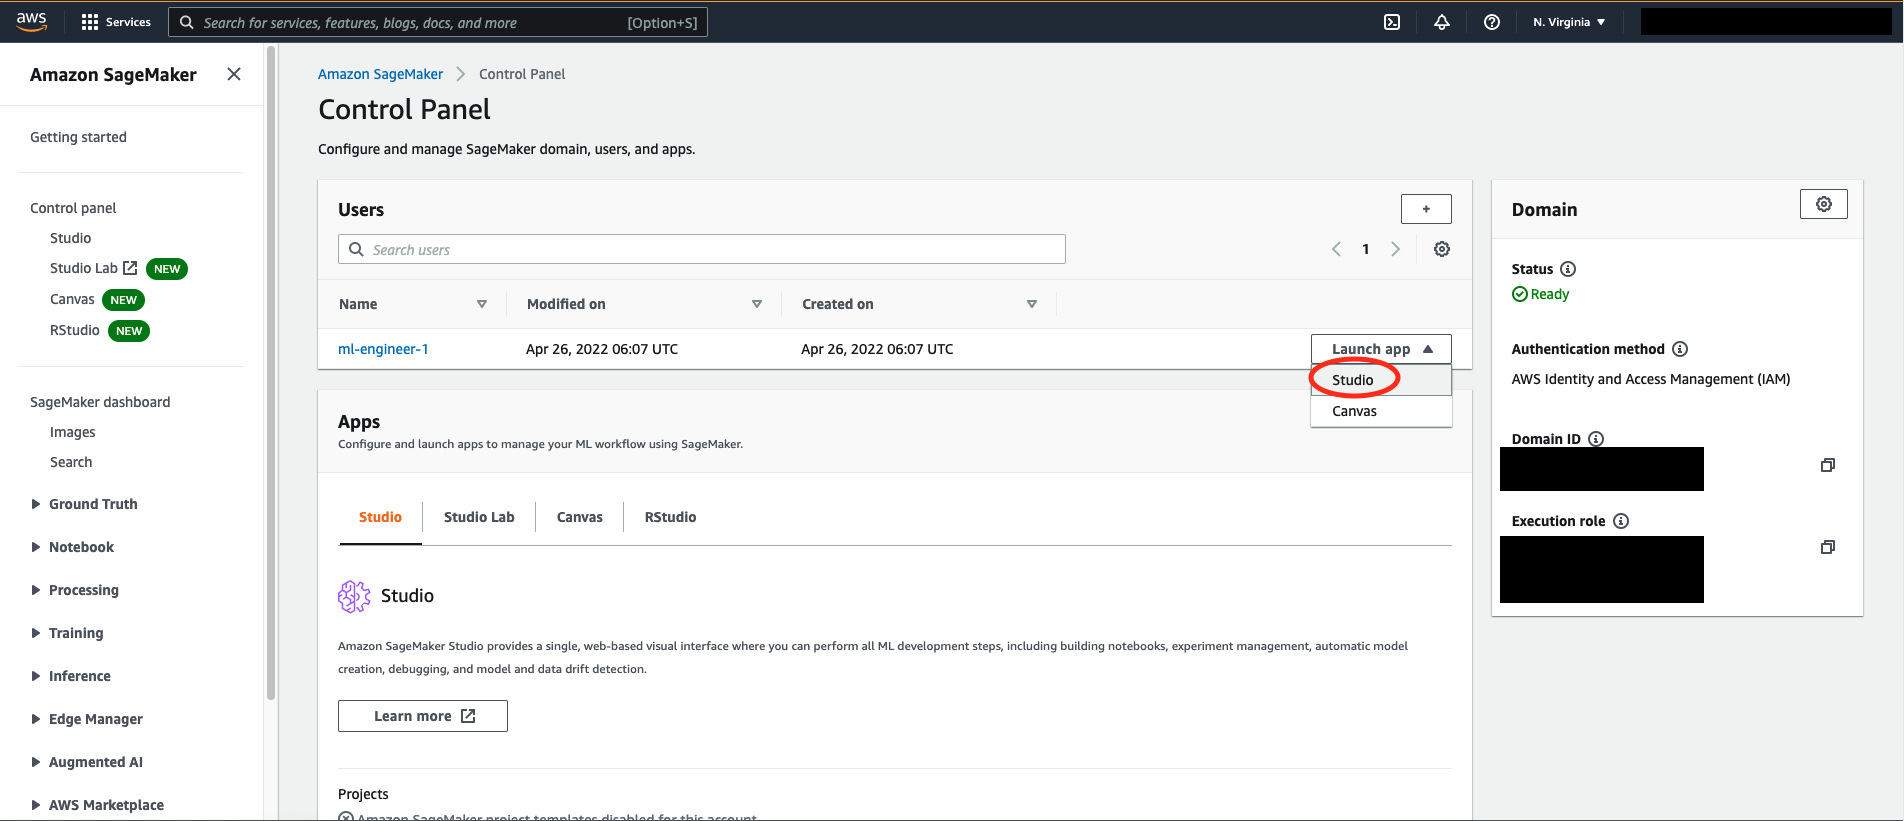 aws
Services
Search for services, features, blogs, docs, and more
[Option+S]
N. Virginia
Amazon SageMaker
Getting started
Control panel
Studio
Studio Lab NEW
Canvas NEW
RStudio NEW
SageMaker dashboard
Images
Search
Ground Truth
Notebook
Processing
Training
Inference
Edge Manager
Augmented AI
AWS Marketplace
Amazon SageMaker
Control Panel
Control Panel
Configure and manage SageMaker domain, users, and apps.
Users
+
Search users
1
Name
Modified on
Created on
ml-engineer-1
Apr 26, 2022 06:07 UTC
Apr 26, 2022 06:07 UTC
Launch app
Studio
Canvas
Apps
Configure and launch apps to manage your ML workflow using SageMaker.
Studio
Studio Lab
Canvas
RStudio
Studio
Amazon SageMaker Studio provides a single, web-based visual interface where you can perform all ML development steps, including building notebooks, experiment management, automatic model
creation, debugging, and model and data drift detection.
Learn more
Projects
Amazon SageMaker project templates disabled for this account
Domain
Status
Ready
Authentication method
AWS Identity and Access Management (IAM)
Domain ID
Execution role